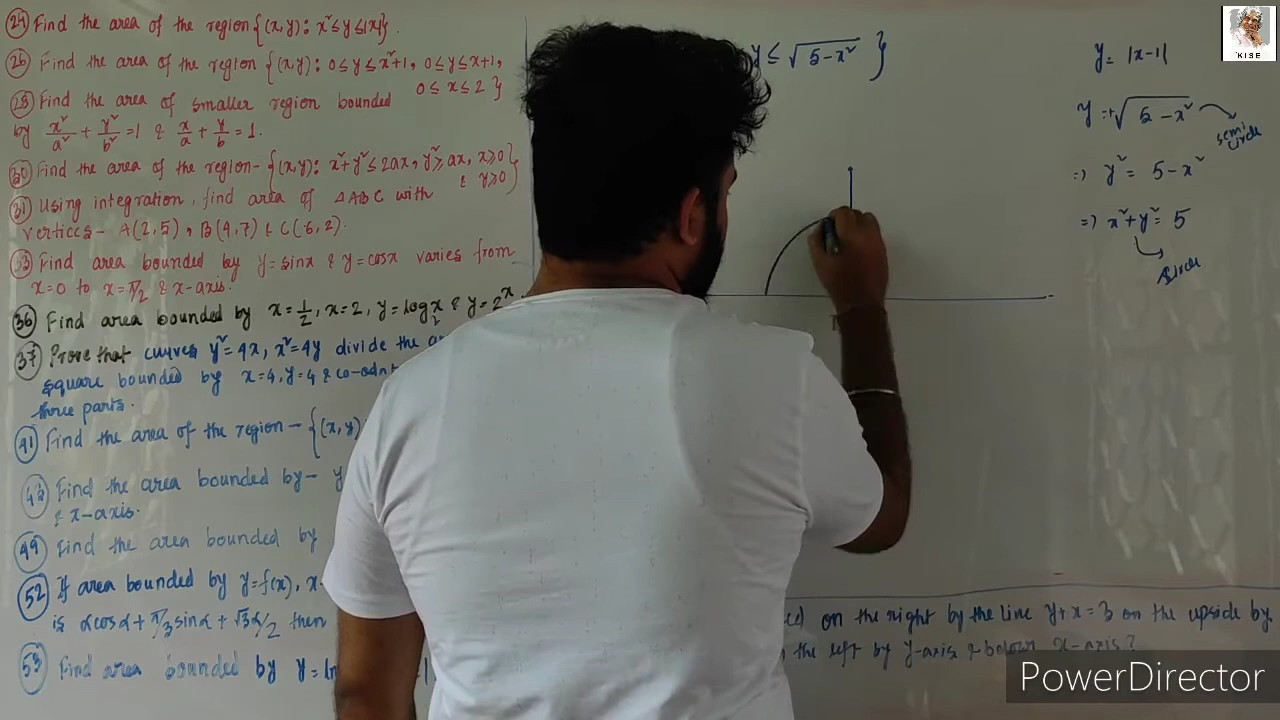 24 Find the area of the region {(x,y): x²≤y≤|x|}.
26 Find the area of the region {(x,y): 0≤y≤x²+1, 0≤y≤x+1,
0≤x≤2}
28 Find the area of smaller region bounded
by x²/a² + y²/b² =1 & x/a + y/b = 1.
30 Find the area of the region- {(x,y): x²+y²≤2ax, y²≥ax, x≥0
& y≥0}
31 Using integration, find area of △ABC with
vertices- A(2,5), B(4,7) & C(6,2).
33 Find area bounded by y=sinx & y=cosx varies from
x=0 to x=π/2 & x-axis.
36 Find area bounded by x=1/2, x=2, y=log x & y=2ˣ.
37 Prove that curves y²=4x, x²=4y divide the
square bounded by x=4, y=4 & co-odn
three parts.
41 Find the area of the region- {(x,y)
Find the area bounded by- y
& x-axis.
49 Find the area bounded by
52 If area bounded by y=f(x), x
is αcosα + π/3 sinα + √3α/2 then
53 Find area bounded by y=ln
y ≤ √5-x² }
y = |x-1|
y = +√5-x²
semi
circle
⇒ y² = 5-x²
⇒ x²+y² = 5
circle
on the right by the line y+x=3 on the upside by
the left by y-axis & below x-axis?
KISE
PowerDirector